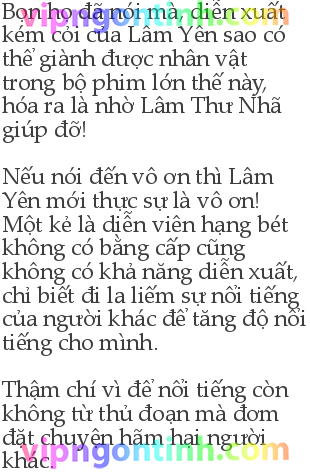 vipngontinh.com
Bọn họ đã nói mà, diễn xuất
kém cỏi của Lâm Yên sao có
thể giành được nhân vật
trong bộ phim lớn thế này,
hóa ra là nhờ Lâm Thư Nhã
giúp đỡ!
Nếu nói đến vô ơn thì Lâm
Yên mới thực sự là vô ơn!
Một kẻ là diễn viên hạng bét
không có bằng cấp cũng
không có khả năng diễn xuất,
chỉ biết đi la liếm sự nổi tiếng
của người khác để tăng độ nổi
tiếng cho mình.
Thậm chí vì để nổi tiếng còn
không từ thủ đoạn mà đơm
đặt chuyện hãm hại người
khác.
vipngontinh.com